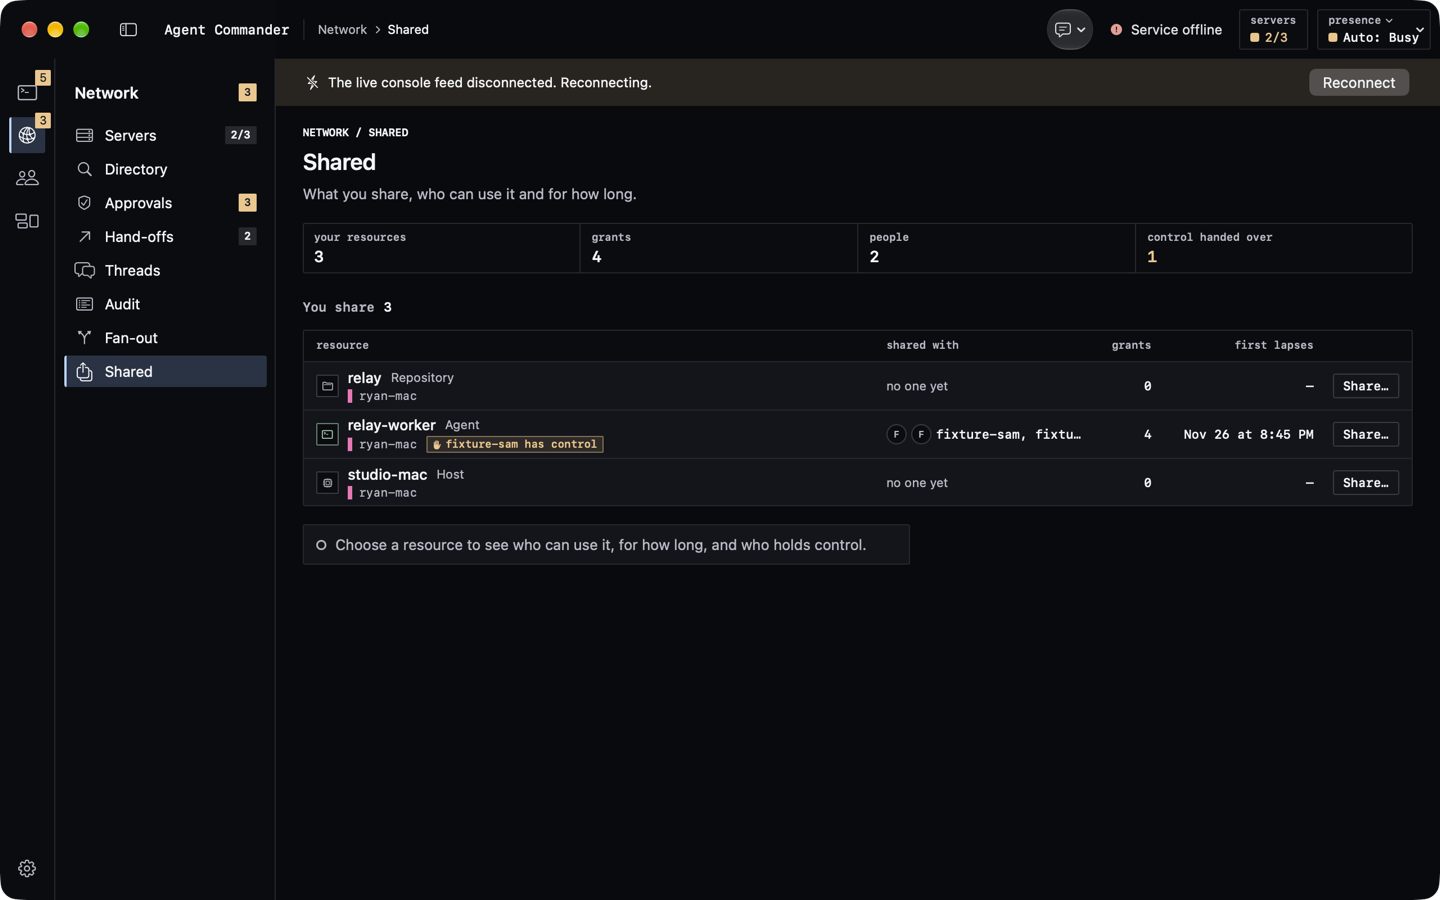 Agent Commander
Network > Shared
Service offline
servers
2/3
presence
Auto: Busy
5
3
Network 3
Servers 2/3
Directory
Approvals 3
Hand-offs 2
Threads
Audit
Fan-out
Shared
The live console feed disconnected. Reconnecting.
Reconnect
NETWORK / SHARED
Shared
What you share, who can use it and for how long.
your resources
3
grants
4
people
2
control handed over
1
You share 3
resource shared with grants first lapses
relay Repository
ryan-mac
no one yet 0 — Share…
relay-worker Agent
ryan-mac fixture-sam has control
F F fixture-sam, fixtu… 4 Nov 26 at 8:45 PM Share…
studio-mac Host
ryan-mac
no one yet 0 — Share…
Choose a resource to see who can use it, for how long, and who holds control.